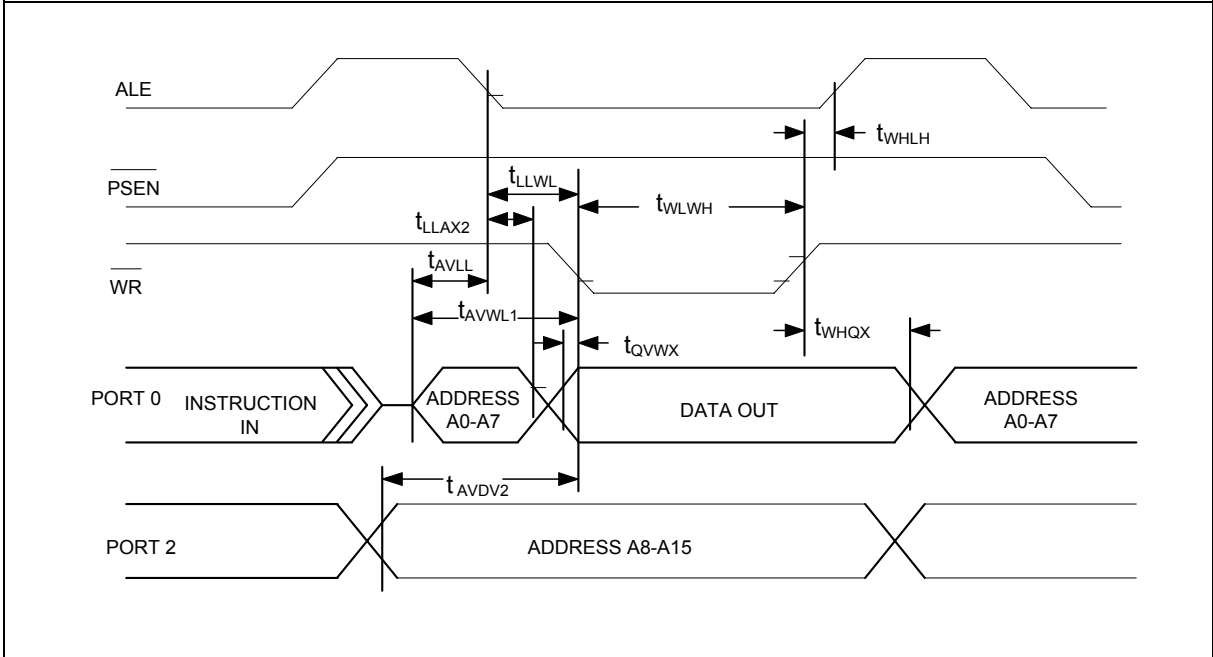 ALE
tWHLH
PSEN
tLLWL
tWLWH
tLLAX2
tAVLL
WR
tAVWL1
tWHQX
tQVWX
PORT 0
INSTRUCTION
IN
ADDRESS
A0-A7
DATA OUT
ADDRESS
A0-A7
t AVDV2
PORT 2
ADDRESS A8-A15